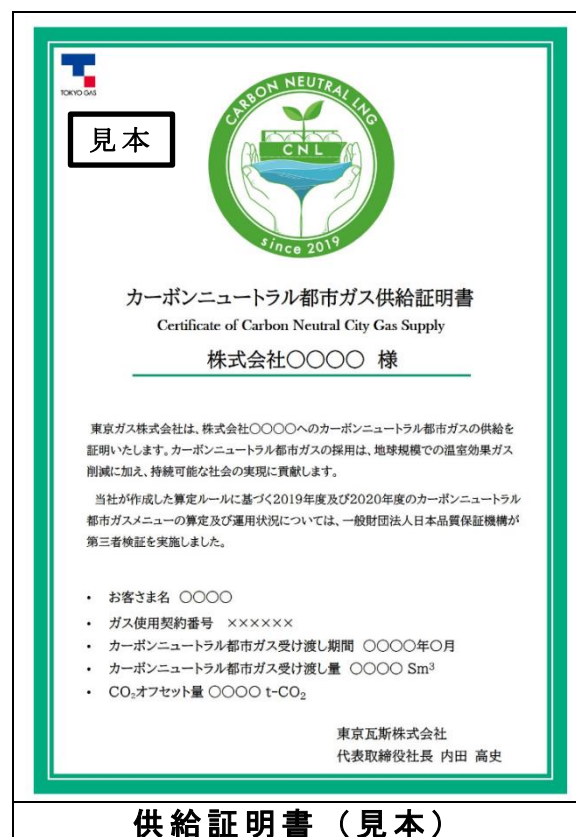 TOKYO GAS
見本
CARBON NEUTRAL LNG
CNL
since 2019
カーボンニュートラル都市ガス供給証明書
Certificate of Carbon Neutral City Gas Supply
株式会社〇〇〇〇 様
東京ガス株式会社は、株式会社〇〇〇〇へのカーボンニュートラル都市ガスの供給を
証明いたします。カーボンニュートラル都市ガスの採用は、地球規模での温室効果ガス
削減に加え、持続可能な社会の実現に貢献します。
当社が作成した算定ルールに基づく2019年度及び2020年度のカーボンニュートラル
都市ガスメニューの算定及び運用状況については、一般財団法人日本品質保証機構が
第三者検証を実施しました。
・ お客さま名 〇〇〇〇
・ ガス使用契約番号 ××××××
・ カーボンニュートラル都市ガス受け渡し期間 〇〇〇〇年〇月
・ カーボンニュートラル都市ガス受け渡し量 〇〇〇〇 Sm³
・ CO₂オフセット量 〇〇〇〇 t-CO₂
東京瓦斯株式会社
代表取締役社長 内田 高史
供給証明書（見本）